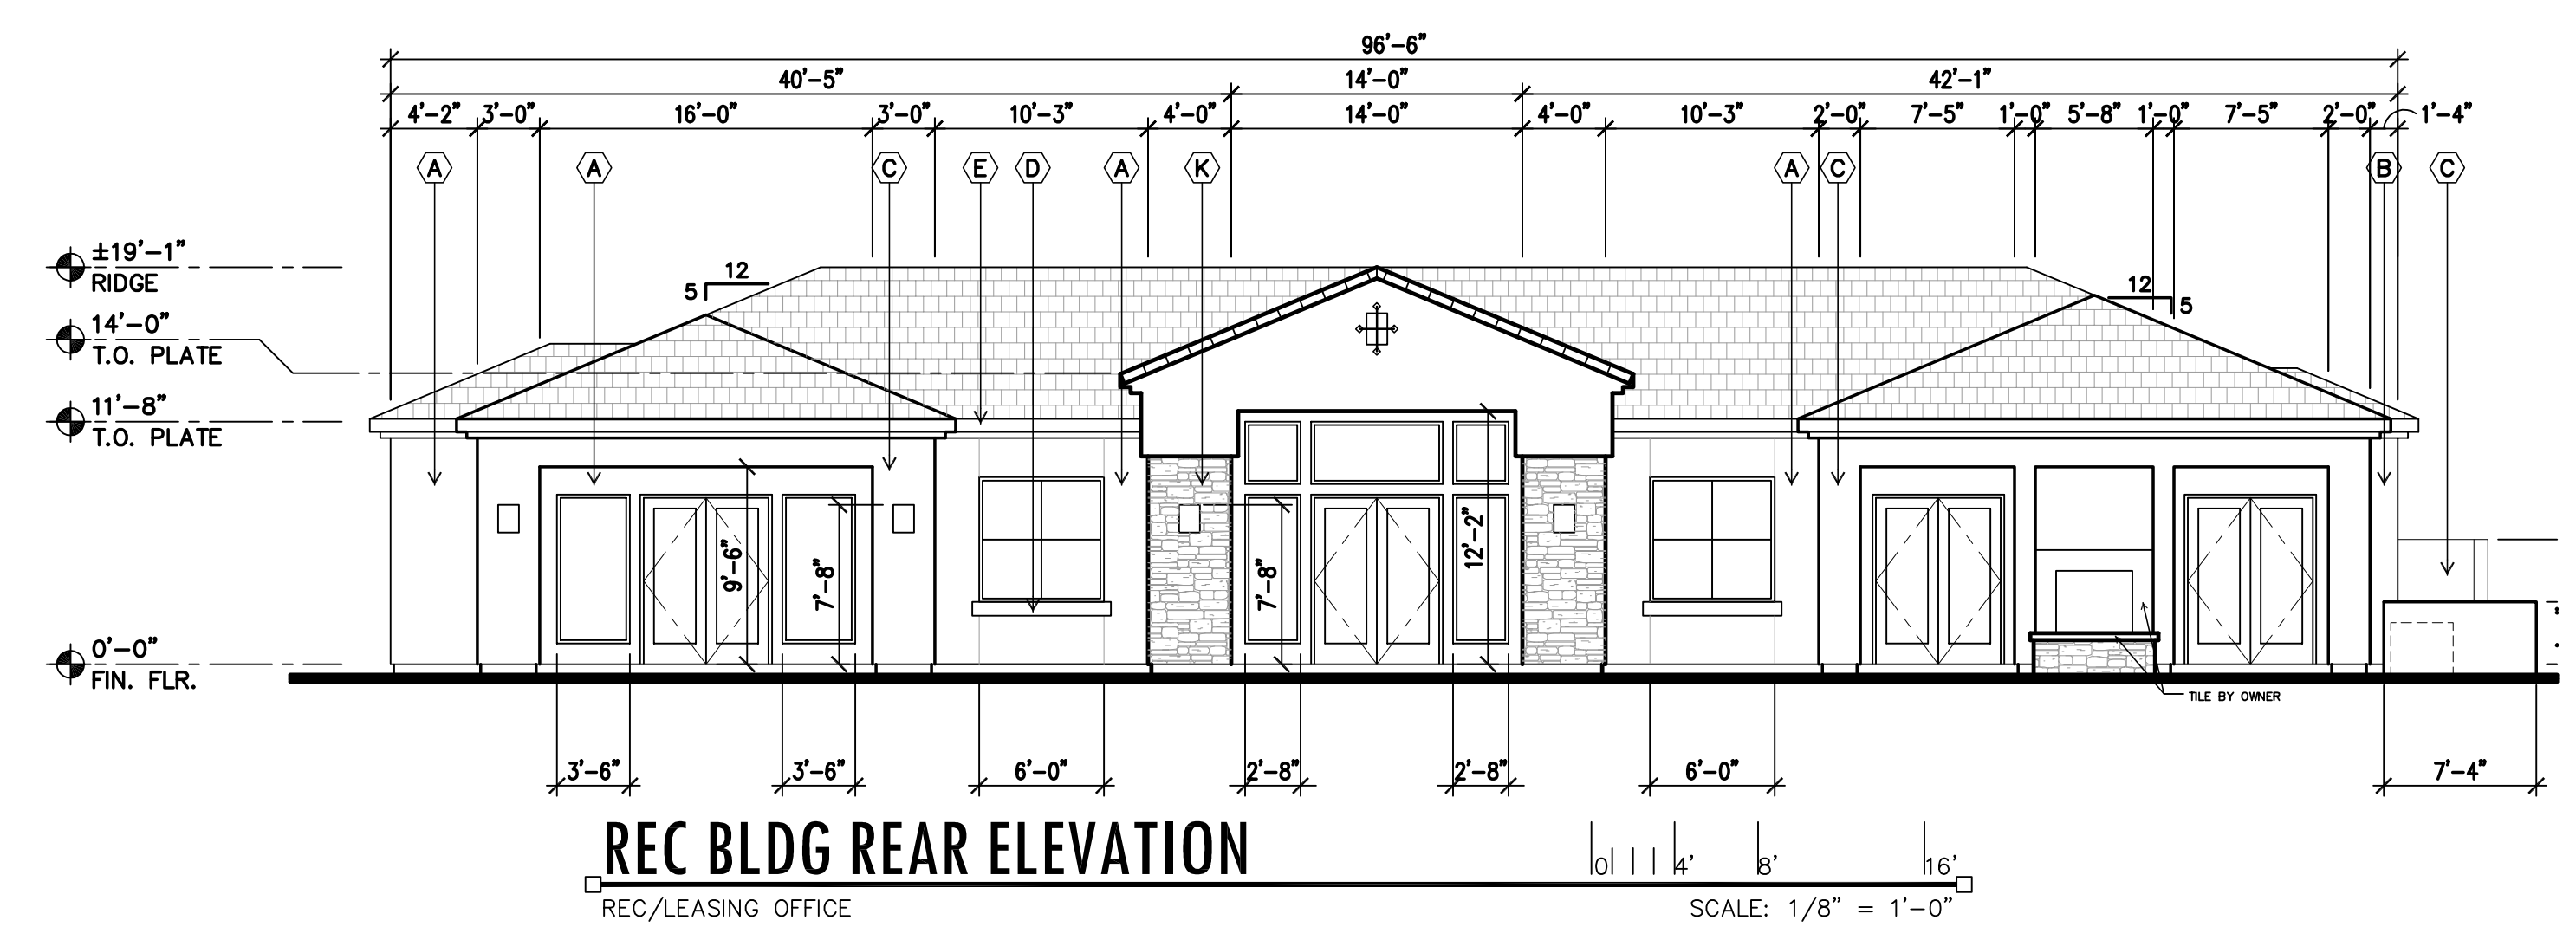 96'-6"
40'-5" 14'-0" 42'-1"
4'-2" 3'-0" 16'-0" 3'-0" 10'-3" 4'-0" 14'-0" 4'-0" 10'-3" 2'-0" 7'-5" 1'-0" 5'-8" 1'-0" 7'-5" 2'-0" 1'-4"
A A C E D A K A C B C
±19'-1"
RIDGE
12
5
12
5
14'-0"
T.O. PLATE
11'-8"
T.O. PLATE
9'-6"
7'-8"
7'-8"
12'-2"
0'-0"
FIN. FLR.
TILE BY OWNER
3'-6" 3'-6" 6'-0" 2'-8" 2'-8" 6'-0" 7'-4"
REC BLDG REAR ELEVATION
0 4' 8' 16'
REC/LEASING OFFICE
SCALE: 1/8" = 1'-0"